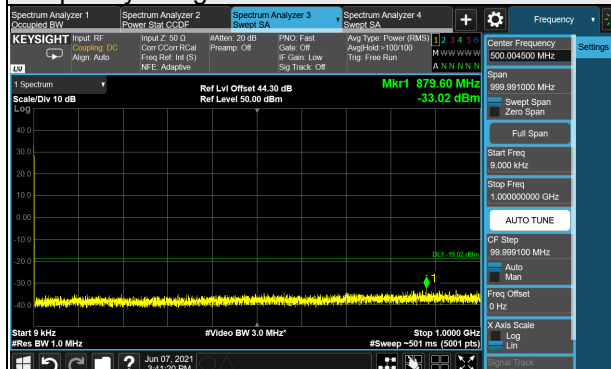 Spectrum Analyzer 1
Occupied BW
Spectrum Analyzer 2
Power Stat CCDF
Spectrum Analyzer 3
Swept SA
Spectrum Analyzer 4
Swept SA
+
Frequency
KEYSIGHT
Input: RF
Coupling: DC
Align: Auto
Input Z: 50 Ω
Corr CCorr RCal
Freq Ref: Int (S)
NFE: Adaptive
#Atten: 20 dB
Preamp: Off
PNO: Fast
Gate: Off
IF Gain: Low
Sig Track: Off
Avg Type: Power (RMS)
Avg|Hold:>100/100
Trig: Free Run
1 2 3 4 5 6
M W W W W W
A N N N N N
LXI
1 Spectrum
Scale/Div 10 dB
Log
Ref Lvl Offset 44.30 dB
Ref Level 50.00 dBm
Mkr1 879.60 MHz
-33.02 dBm
40.0
30.0
20.0
10.0
0.00
-10.0
-20.0
-30.0
-40.0
DL1 -19.02 dBm
1
Start 9 kHz
#Res BW 1.0 MHz
#Video BW 3.0 MHz*
Stop 1.0000 GHz
#Sweep ~501 ms (5001 pts)
Jun 07, 2021
3:41:20 PM
Center Frequency
500.004500 MHz
Settings
Span
999.991000 MHz
Swept Span
Zero Span
Full Span
Start Freq
9.000 kHz
Stop Freq
1.000000000 GHz
AUTO TUNE
CF Step
99.999100 MHz
Auto
Man
Freq Offset
0 Hz
X Axis Scale
Log
Lin
Signal Track